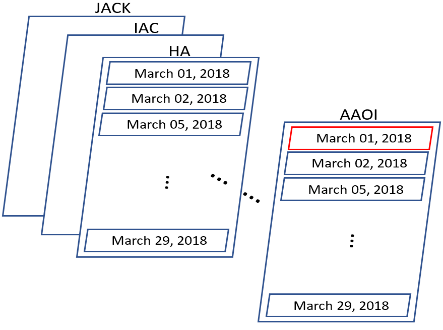 JACK
IAC
HA
March 01, 2018
March 02, 2018
March 05, 2018
March 29, 2018
AAOI
March 01, 2018
March 02, 2018
March 05, 2018
March 29, 2018